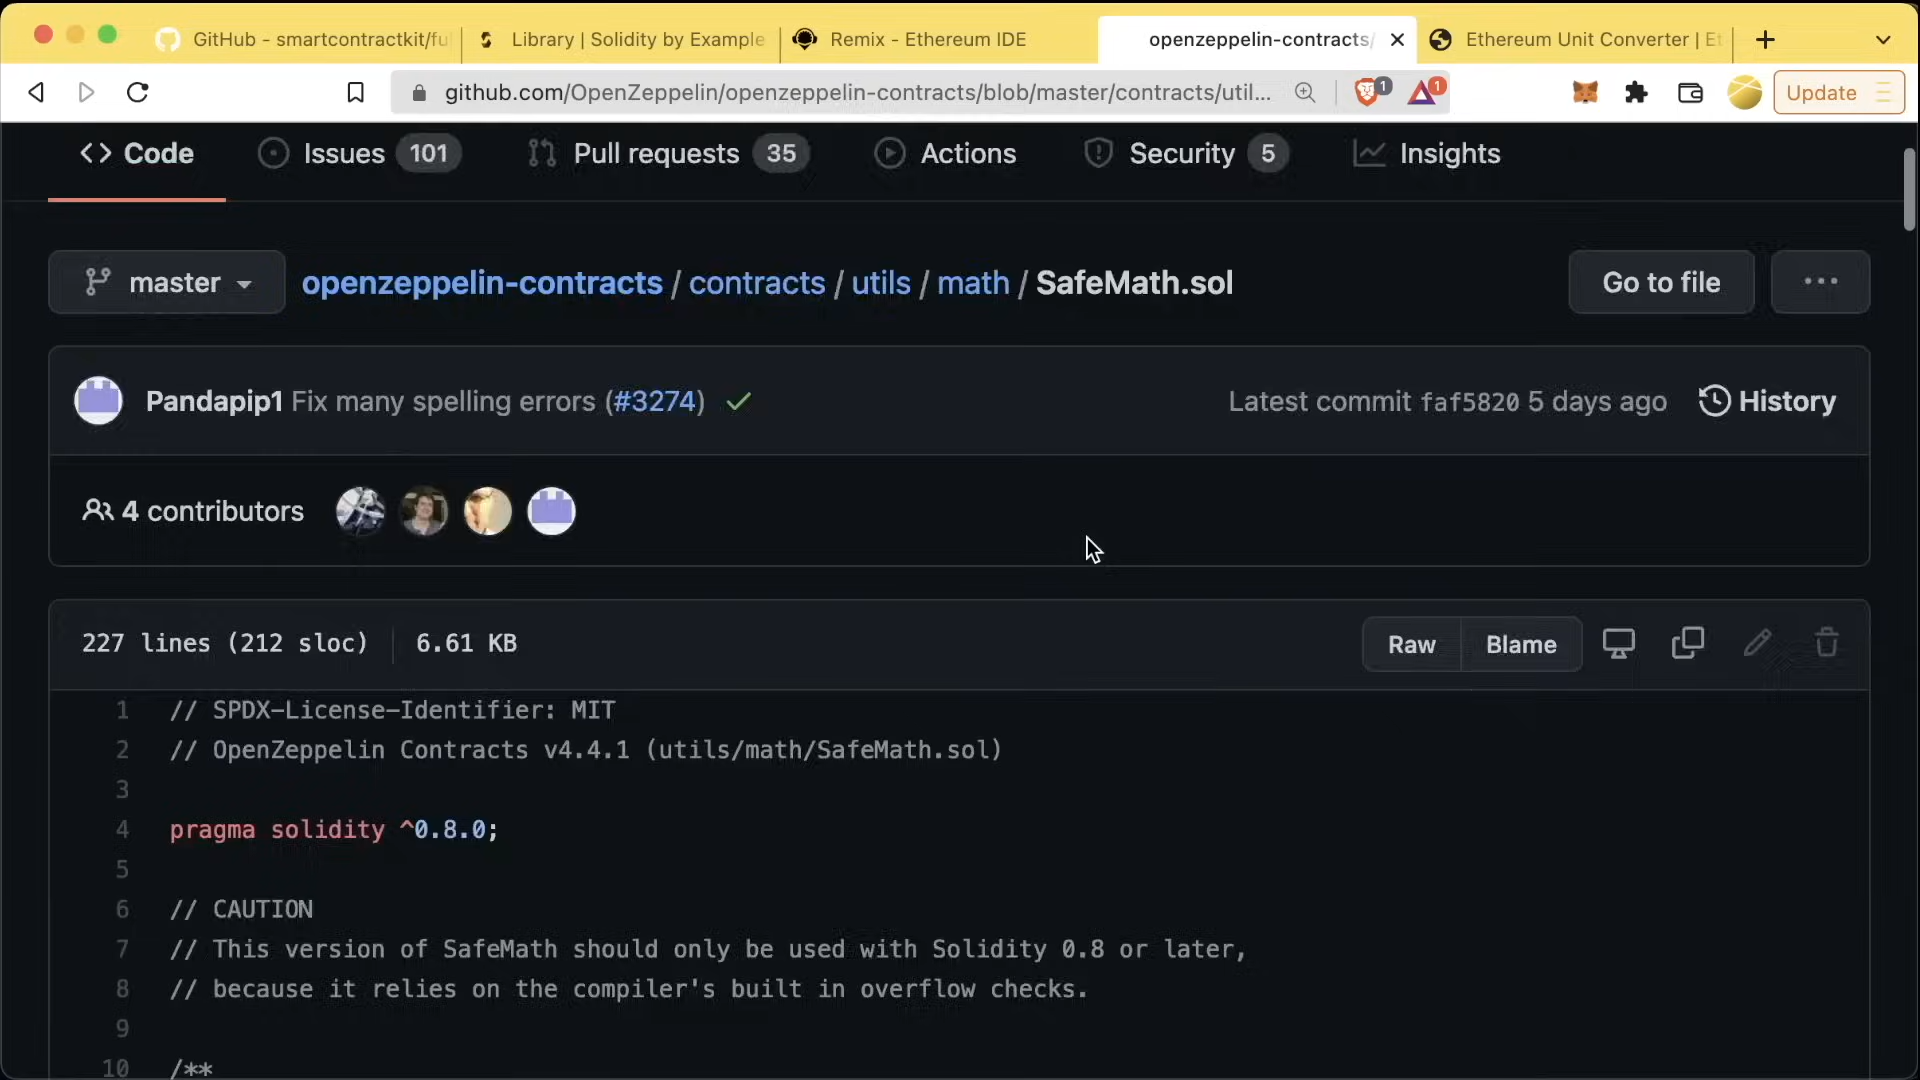 GitHub - smartcontractkit/ful
Library | Solidity by Example
Remix - Ethereum IDE
openzeppelin-contracts/
Ethereum Unit Converter | Et
github.com/OpenZeppelin/openzeppelin-contracts/blob/master/contracts/util...
1
1
Update
Code
Issues 101
Pull requests 35
Actions
Security 5
Insights
master
openzeppelin-contracts / contracts / utils / math / SafeMath.sol
Go to file
Pandapip1 Fix many spelling errors (#3274)
Latest commit faf5820 5 days ago
History
4 contributors
227 lines (212 sloc) 6.61 KB
Raw
Blame
1 // SPDX-License-Identifier: MIT
2 // OpenZeppelin Contracts v4.4.1 (utils/math/SafeMath.sol)
3
4 pragma solidity ^0.8.0;
5
6 // CAUTION
7 // This version of SafeMath should only be used with Solidity 0.8 or later,
8 // because it relies on the compiler's built in overflow checks.
9
10 /**